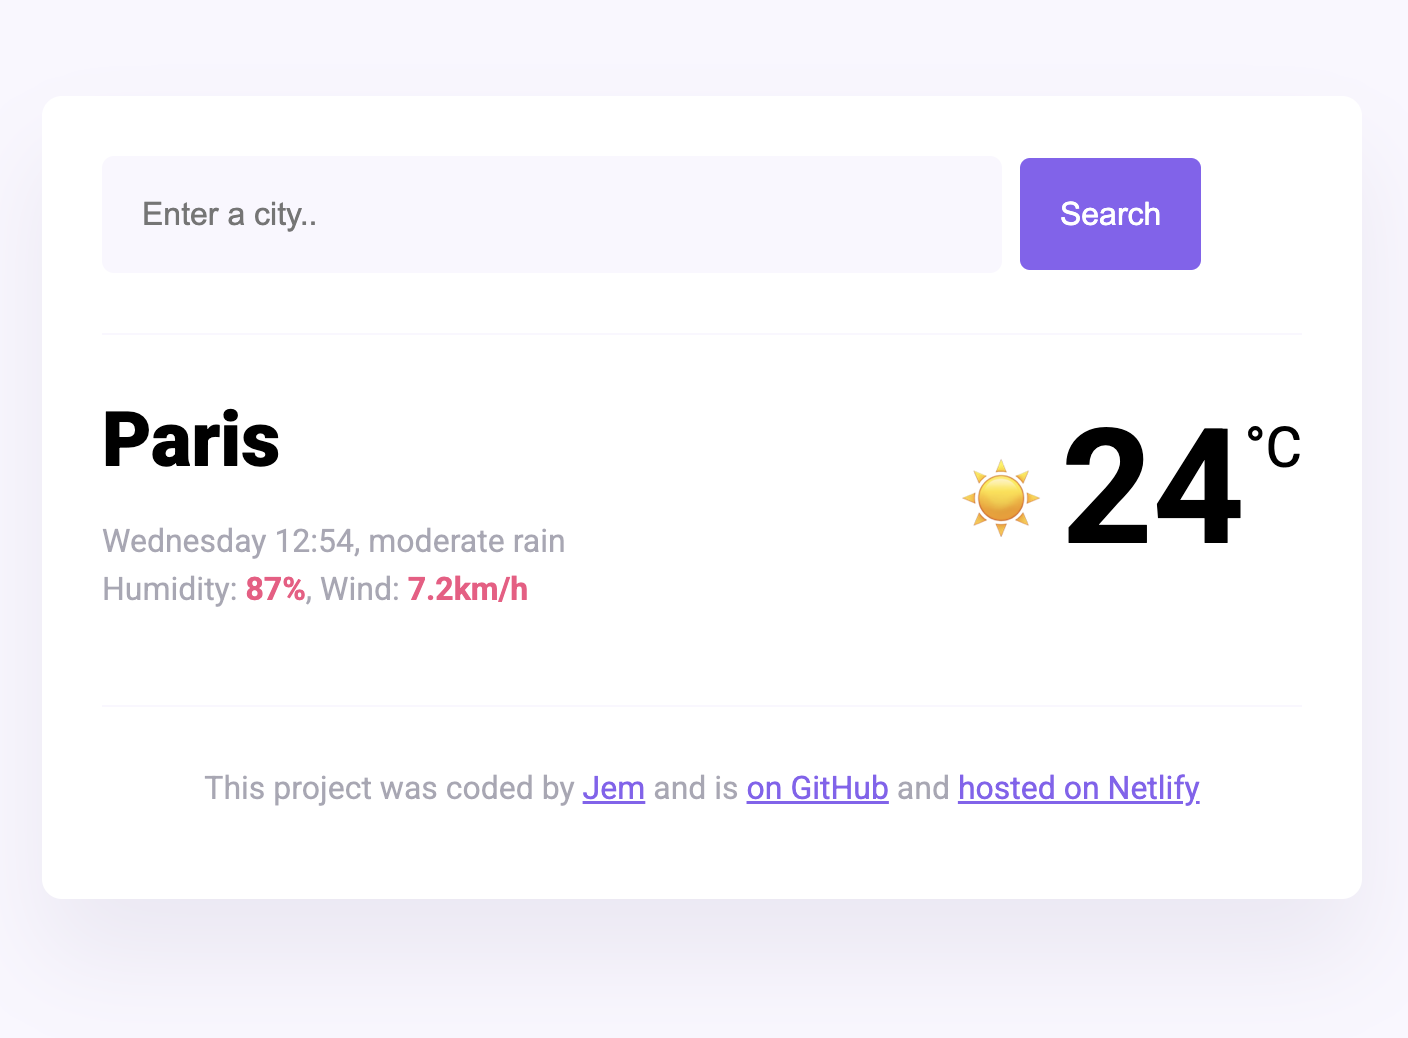 Enter a city..
Search
Paris
24 °C
Wednesday 12:54, moderate rain
Humidity: 87%, Wind: 7.2km/h
This project was coded by Jem and is on GitHub and hosted on Netlify